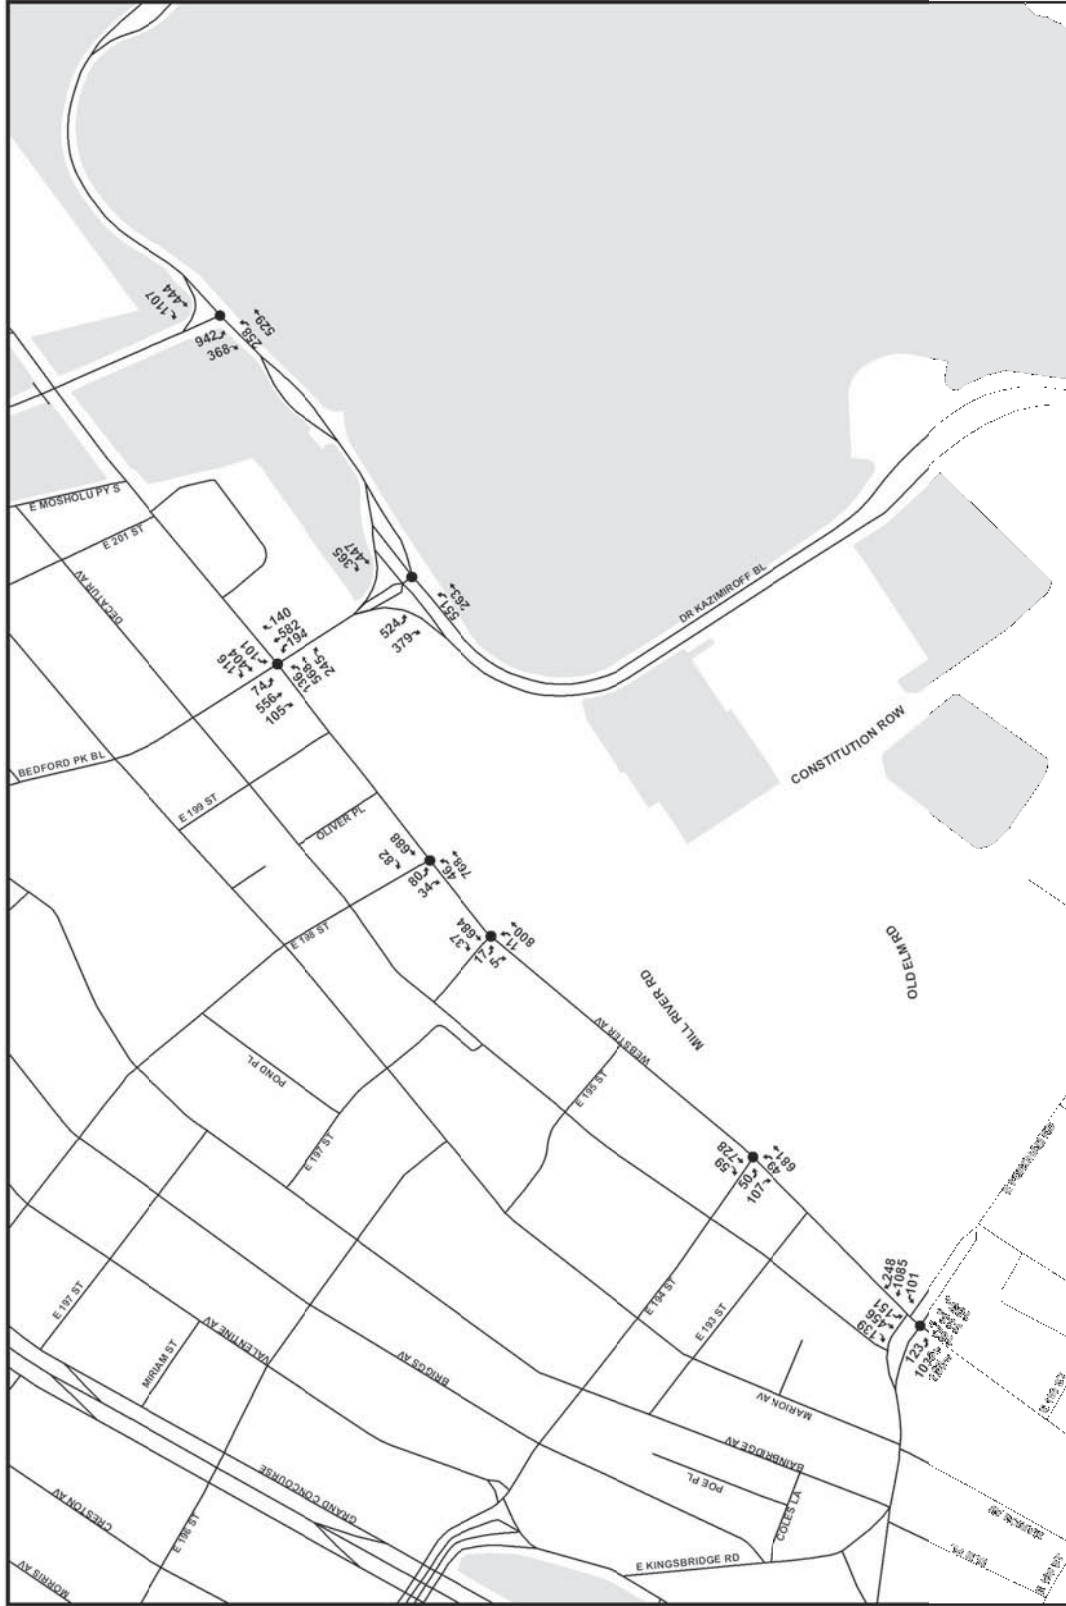 1107
444
942
368
258
529
E MOSHOLU PY S
E 201 ST
DECATUR AV
365
447
551
263
524
379
DR KAZIMIROFF BL
140
582
194
116
404
101
74
556
105
136
568
245
BEDFORD PK BL
E 199 ST
OLIVER PL
CONSTITUTION ROW
82
688
80
34
46
768
E 198 ST
37
684
17
5
11
800
OLD ELM RD
MILL RIVER RD
WEBSTER AV
POND PL
E 195 ST
E 197 ST
59
728
50
107
49
681
248
1085
101
139
456
151
123
E 194 ST
E 193 ST
E 197 ST
MIRIAM ST
VALENTINE AV
BRIGGS AV
MARION AV
BAINBRIDGE AV
POE PL
COLES LA
GRAND CONCOURSE
CRESTON AV
E 196 ST
MORRIS AV
E KINGSBRIDGE RD